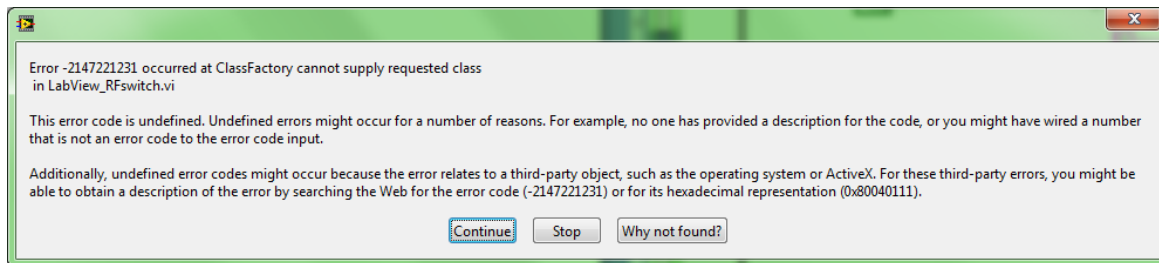 Error -2147221231 occurred at ClassFactory cannot supply requested class
in LabView_RFswitch.vi
This error code is undefined. Undefined errors might occur for a number of reasons. For example, no one has provided a description for the code, or you might have wired a number
that is not an error code to the error code input.
Additionally, undefined error codes might occur because the error relates to a third-party object, such as the operating system or ActiveX. For these third-party errors, you might be
able to obtain a description of the error by searching the Web for the error code (-2147221231) or for its hexadecimal representation (0x80040111).
Continue Stop Why not found?